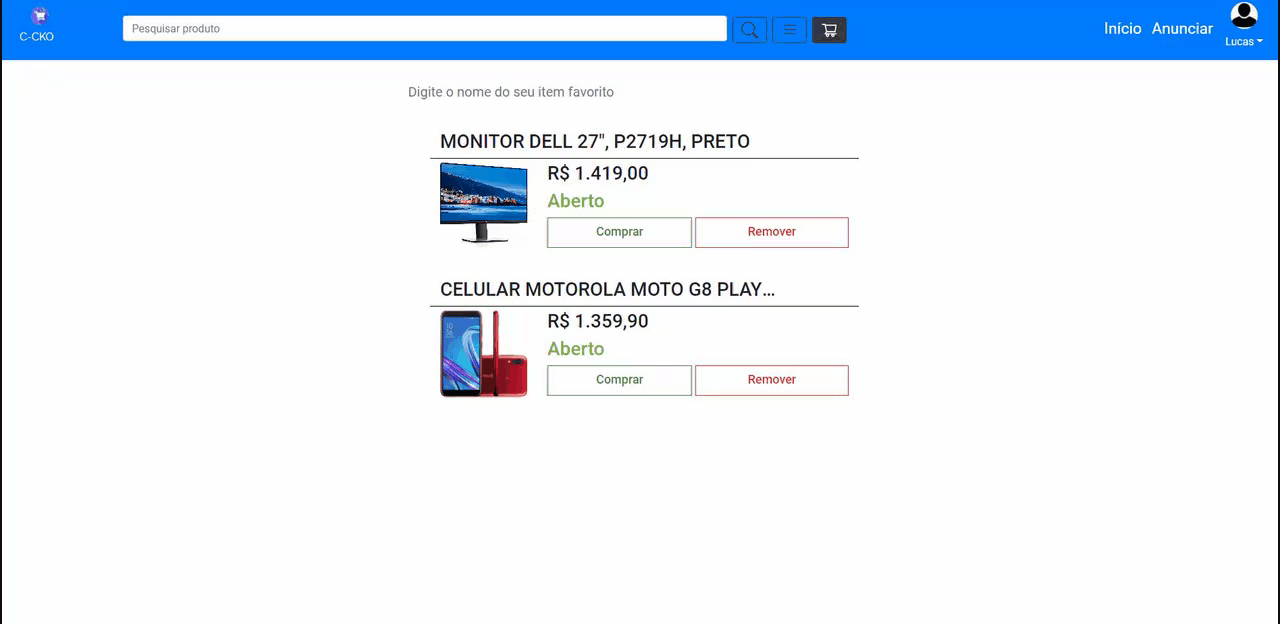 C-CKO
Pesquisar produto
Início Anunciar
Lucas
Digite o nome do seu item favorito
MONITOR DELL 27", P2719H, PRETO
R$ 1.419,00
Aberto
Comprar Remover
CELULAR MOTOROLA MOTO G8 PLAY...
R$ 1.359,90
Aberto
Comprar Remover